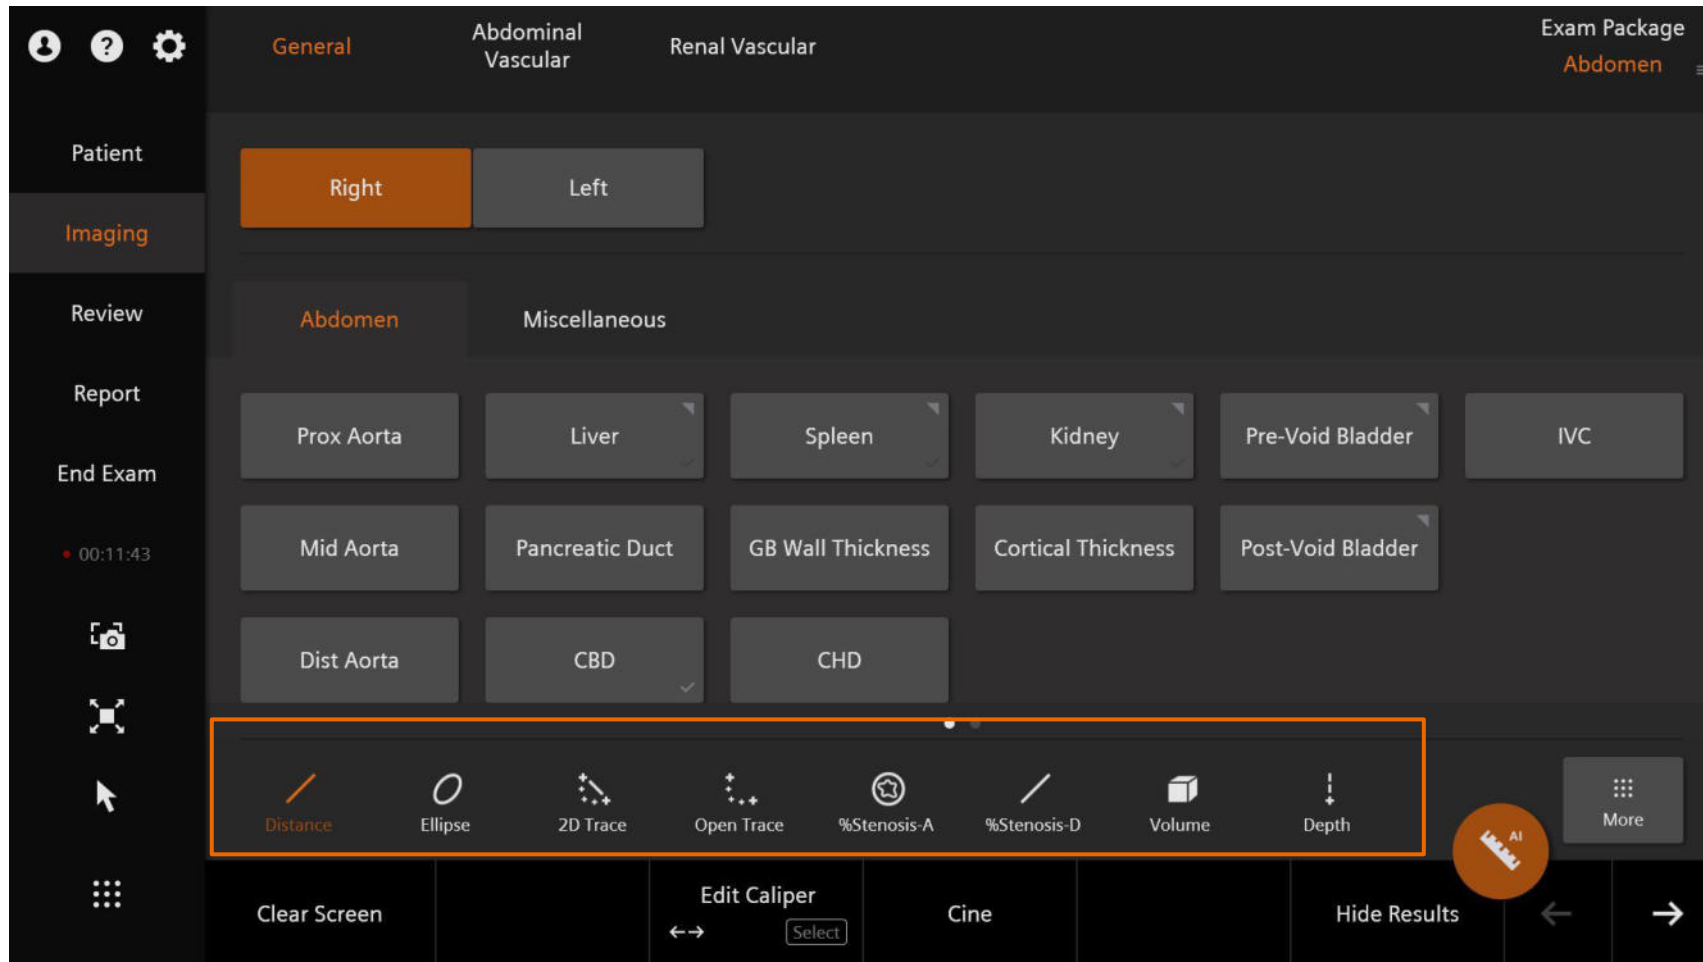 General
Abdominal
Vascular
Renal Vascular
Exam Package
Abdomen
Patient
Imaging
Review
Report
End Exam
00:11:43
Right
Left
Abdomen
Miscellaneous
Prox Aorta
Liver
Spleen
Kidney
Pre-Void Bladder
IVC
Mid Aorta
Pancreatic Duct
GB Wall Thickness
Cortical Thickness
Post-Void Bladder
Dist Aorta
CBD
CHD
Distance
Ellipse
2D Trace
Open Trace
%Stenosis-A
%Stenosis-D
Volume
Depth
AI
More
Clear Screen
Edit Caliper
Select
Cine
Hide Results